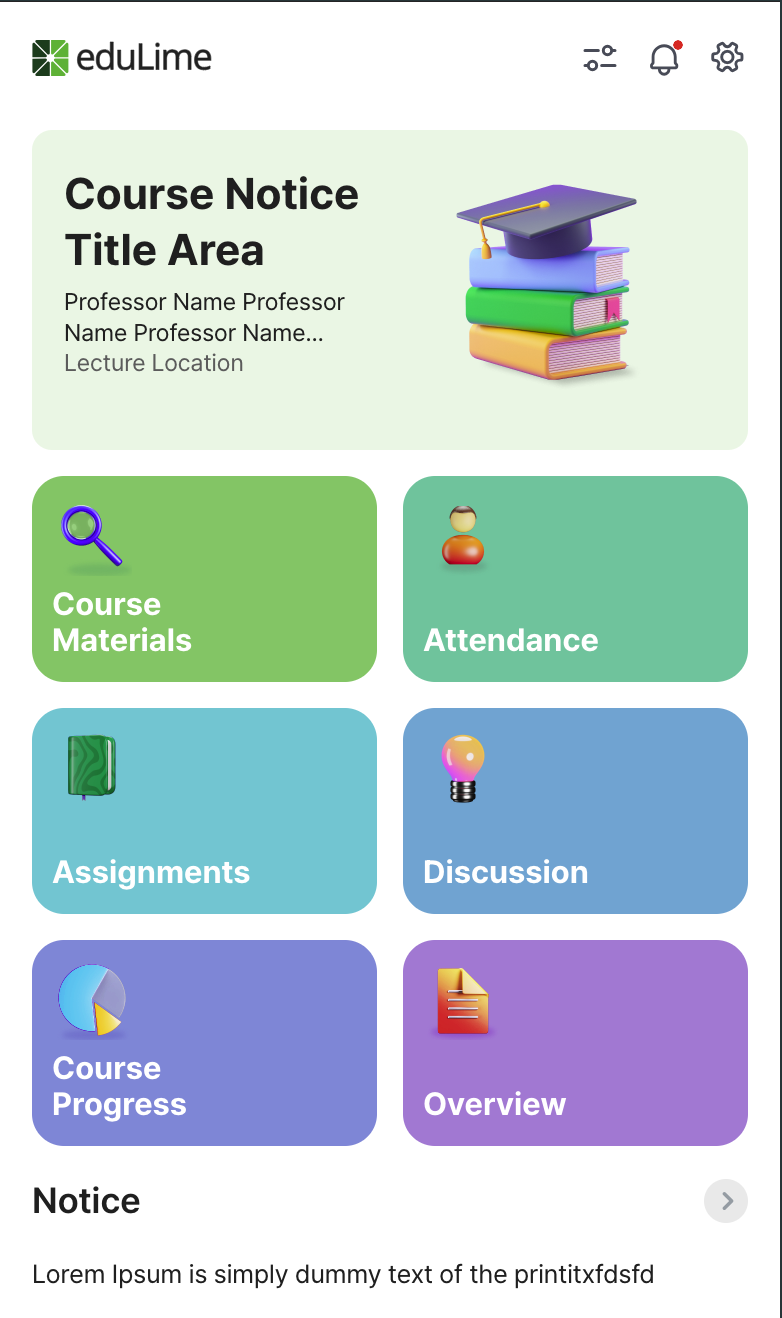 eduLime
Course Notice
Title Area
Professor Name Professor
Name Professor Name...
Lecture Location
Course
Materials
Attendance
Assignments
Discussion
Course
Progress
Overview
Notice
Lorem Ipsum is simply dummy text of the printitxfdsfd